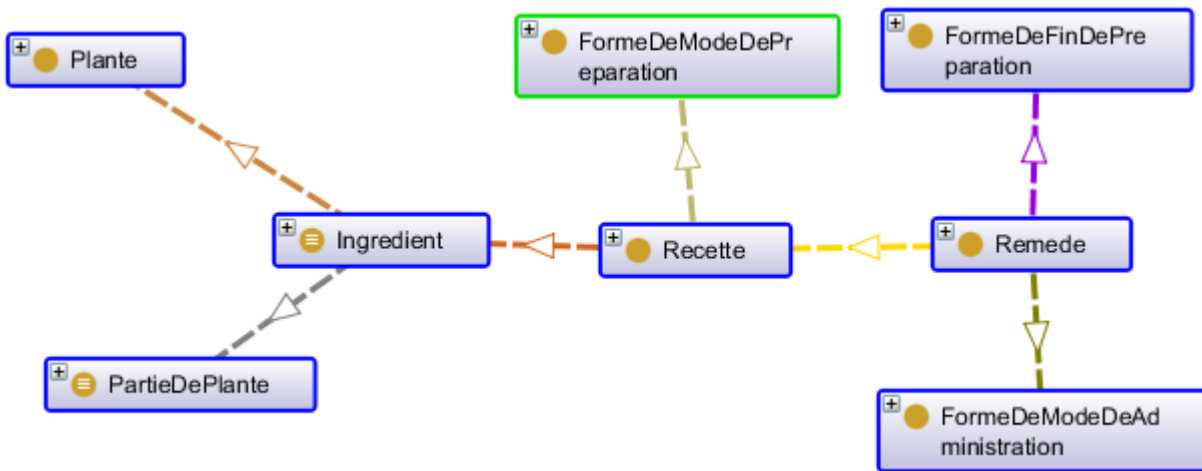 Plante
FormeDeModeDePr
eparation
FormeDeFinDePre
paration
Ingredient
Recette
Remede
PartieDePlante
FormeDeModeDeAd
ministration